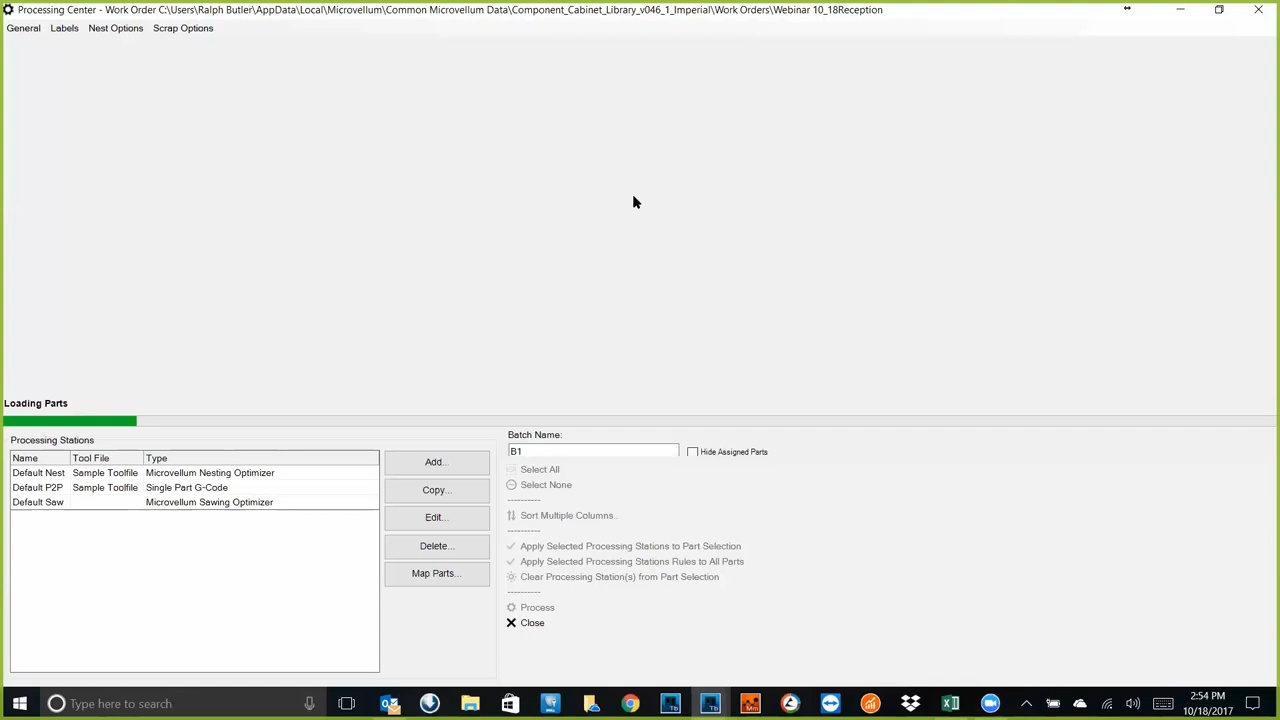 Processing Center - Work Order C:\Users\Ralph Butler\AppData\Local\Microvellum\Common Microvellum Data\Component_Cabinet_Library_v046_1_Imperial\Work Orders\Webinar 10_18Reception
General Labels Nest Options Scrap Options
Loading Parts
Processing Stations
Name Tool File Type
Default Nest Sample Toolfile Microvellum Nesting Optimizer
Default P2P Sample Toolfile Single Part G-Code
Default Saw Microvellum Sawing Optimizer
Add...
Copy...
Edit...
Delete...
Map Parts...
Batch Name:
B1
Hide Assigned Parts
Select All
Select None
----------
Sort Multiple Columns..
----------
Apply Selected Processing Stations to Part Selection
Apply Selected Processing Stations Rules to All Parts
Clear Processing Station(s) from Part Selection
----------
Process
Close
Type here to search
Tb
Tb
Mm
2:54 PM
10/18/2017